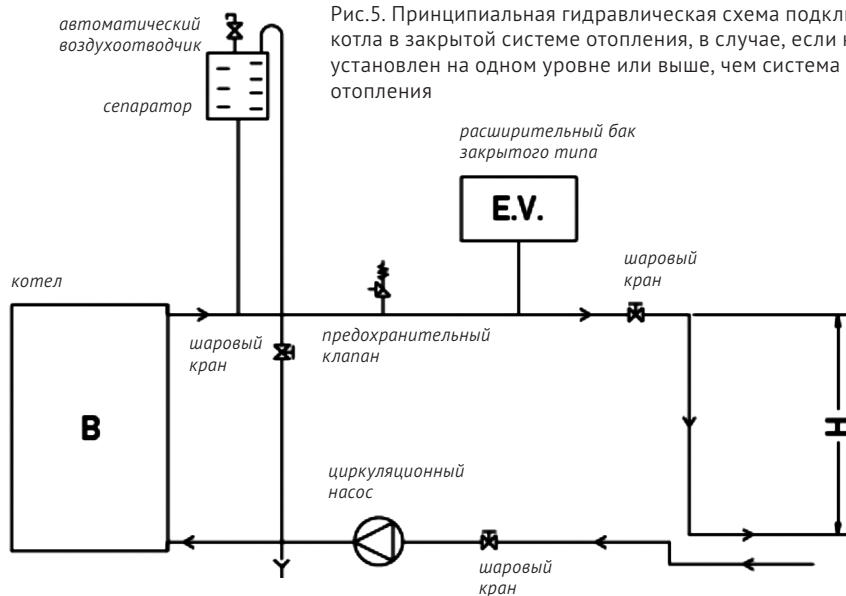 Рис.5. Принципиальная гидравлическая схема
котла в закрытой системе отопления, в случае, если
установлен на одном уровне или выше, чем система
отопления
автоматический
воздухоотводчик
сепаратор
расширительный бак
закрытого типа
E.V.
шаровый
кран
котел
шаровый
кран
предохранительный
клапан
B
H
циркуляционный
насос
шаровый
кран